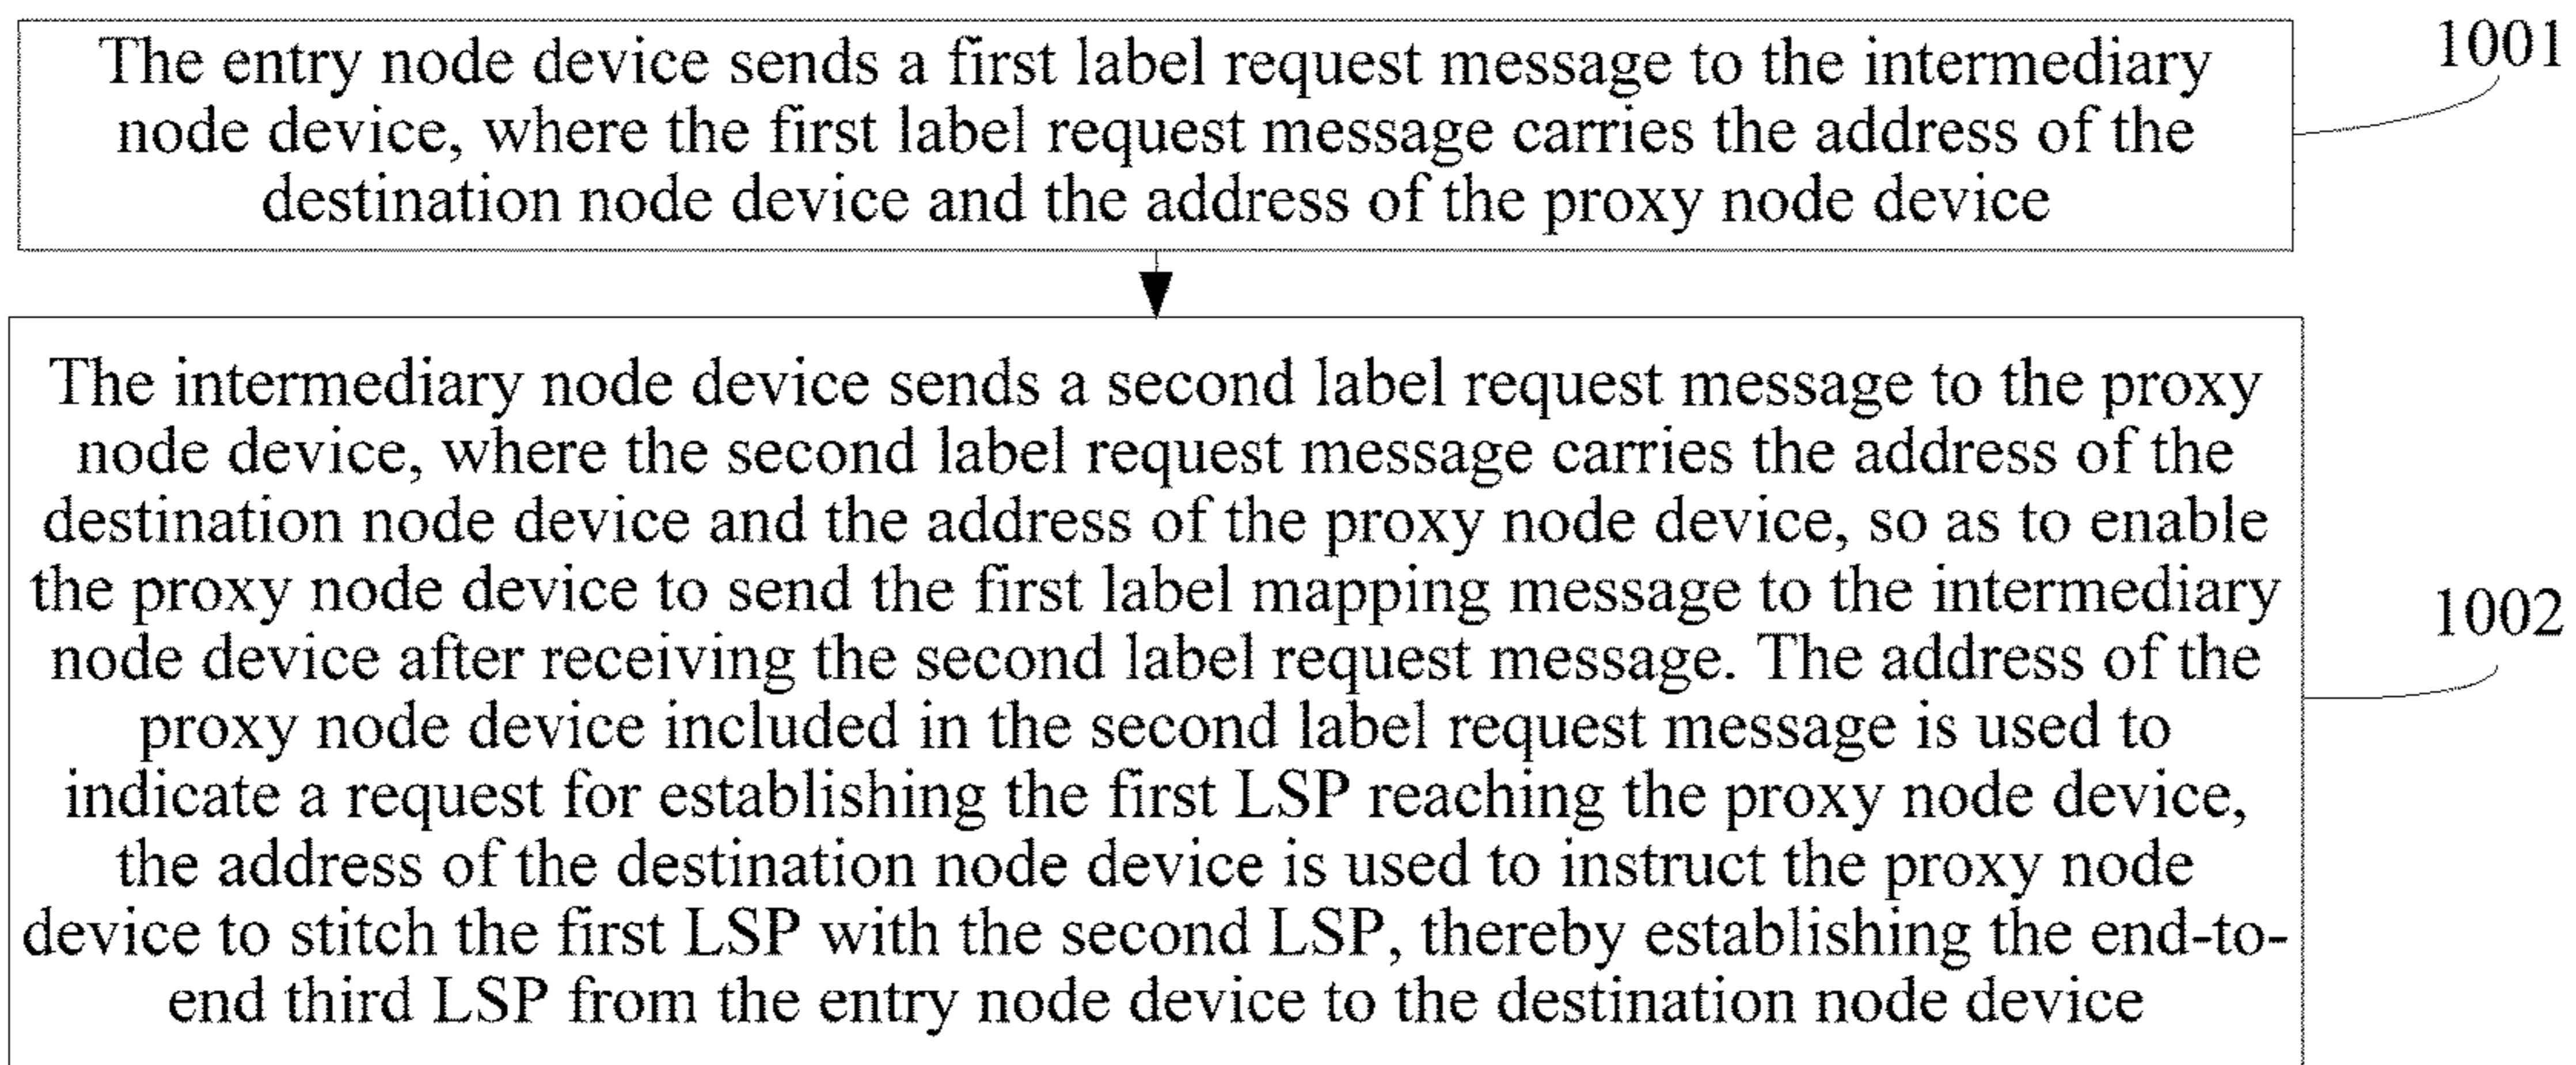 The entry node device sends a first label request message to the intermediary
node device, where the first label request message carries the address of the
destination node device and the address of the proxy node device
1001
The intermediary node device sends a second label request message to the proxy
node device, where the second label request message carries the address of the
destination node device and the address of the proxy node device, so as to enable
the proxy node device to send the first label mapping message to the intermediary
node device after receiving the second label request message. The address of the
proxy node device included in the second label request message is used to
indicate a request for establishing the first LSP reaching the proxy node device,
the address of the destination node device is used to instruct the proxy node
device to stitch the first LSP with the second LSP, thereby establishing the end-to-
end third LSP from the entry node device to the destination node device
1002